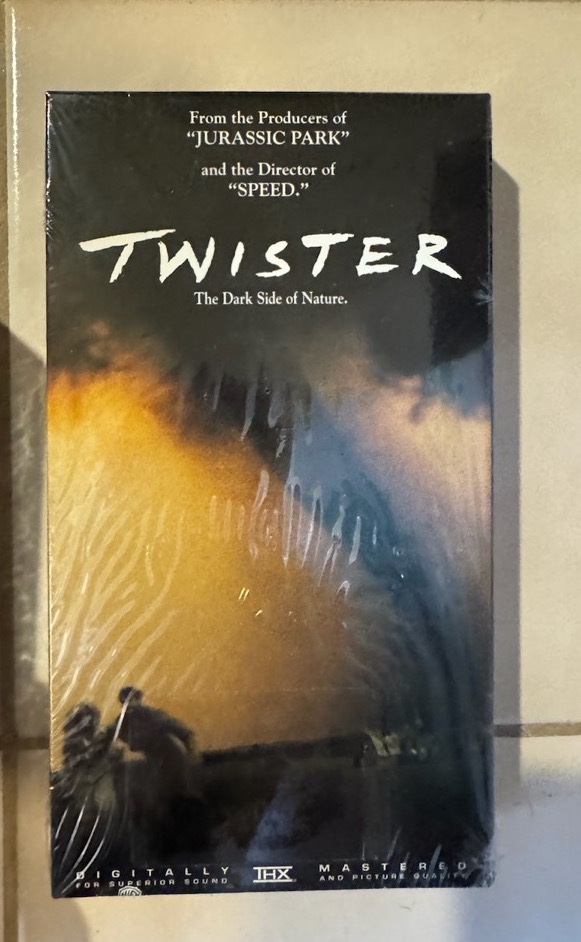 From the Producers of
“JURASSIC PARK”
and the Director of
“SPEED.”
TWISTER
The Dark Side of Nature.
DIGITALLY THX MASTERED
FOR SUPERIOR SOUND AND PICTURE QUALITY